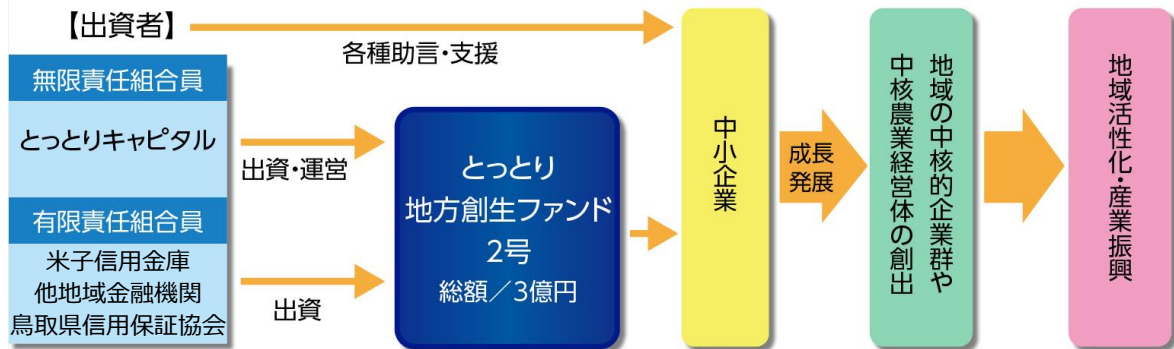 【出資者】
各種助言・支援
無限責任組合員
とっとりキャピタル
出資・運営
有限責任組合員
米子信用金庫
他地域金融機関
鳥取県信用保証協会
出資
とっとり
地方創生ファンド
2号
総額／3億円
中小企業
成長
発展
地域の中核的企業群や
中核農業経営体の創出
地域活性化・産業振興